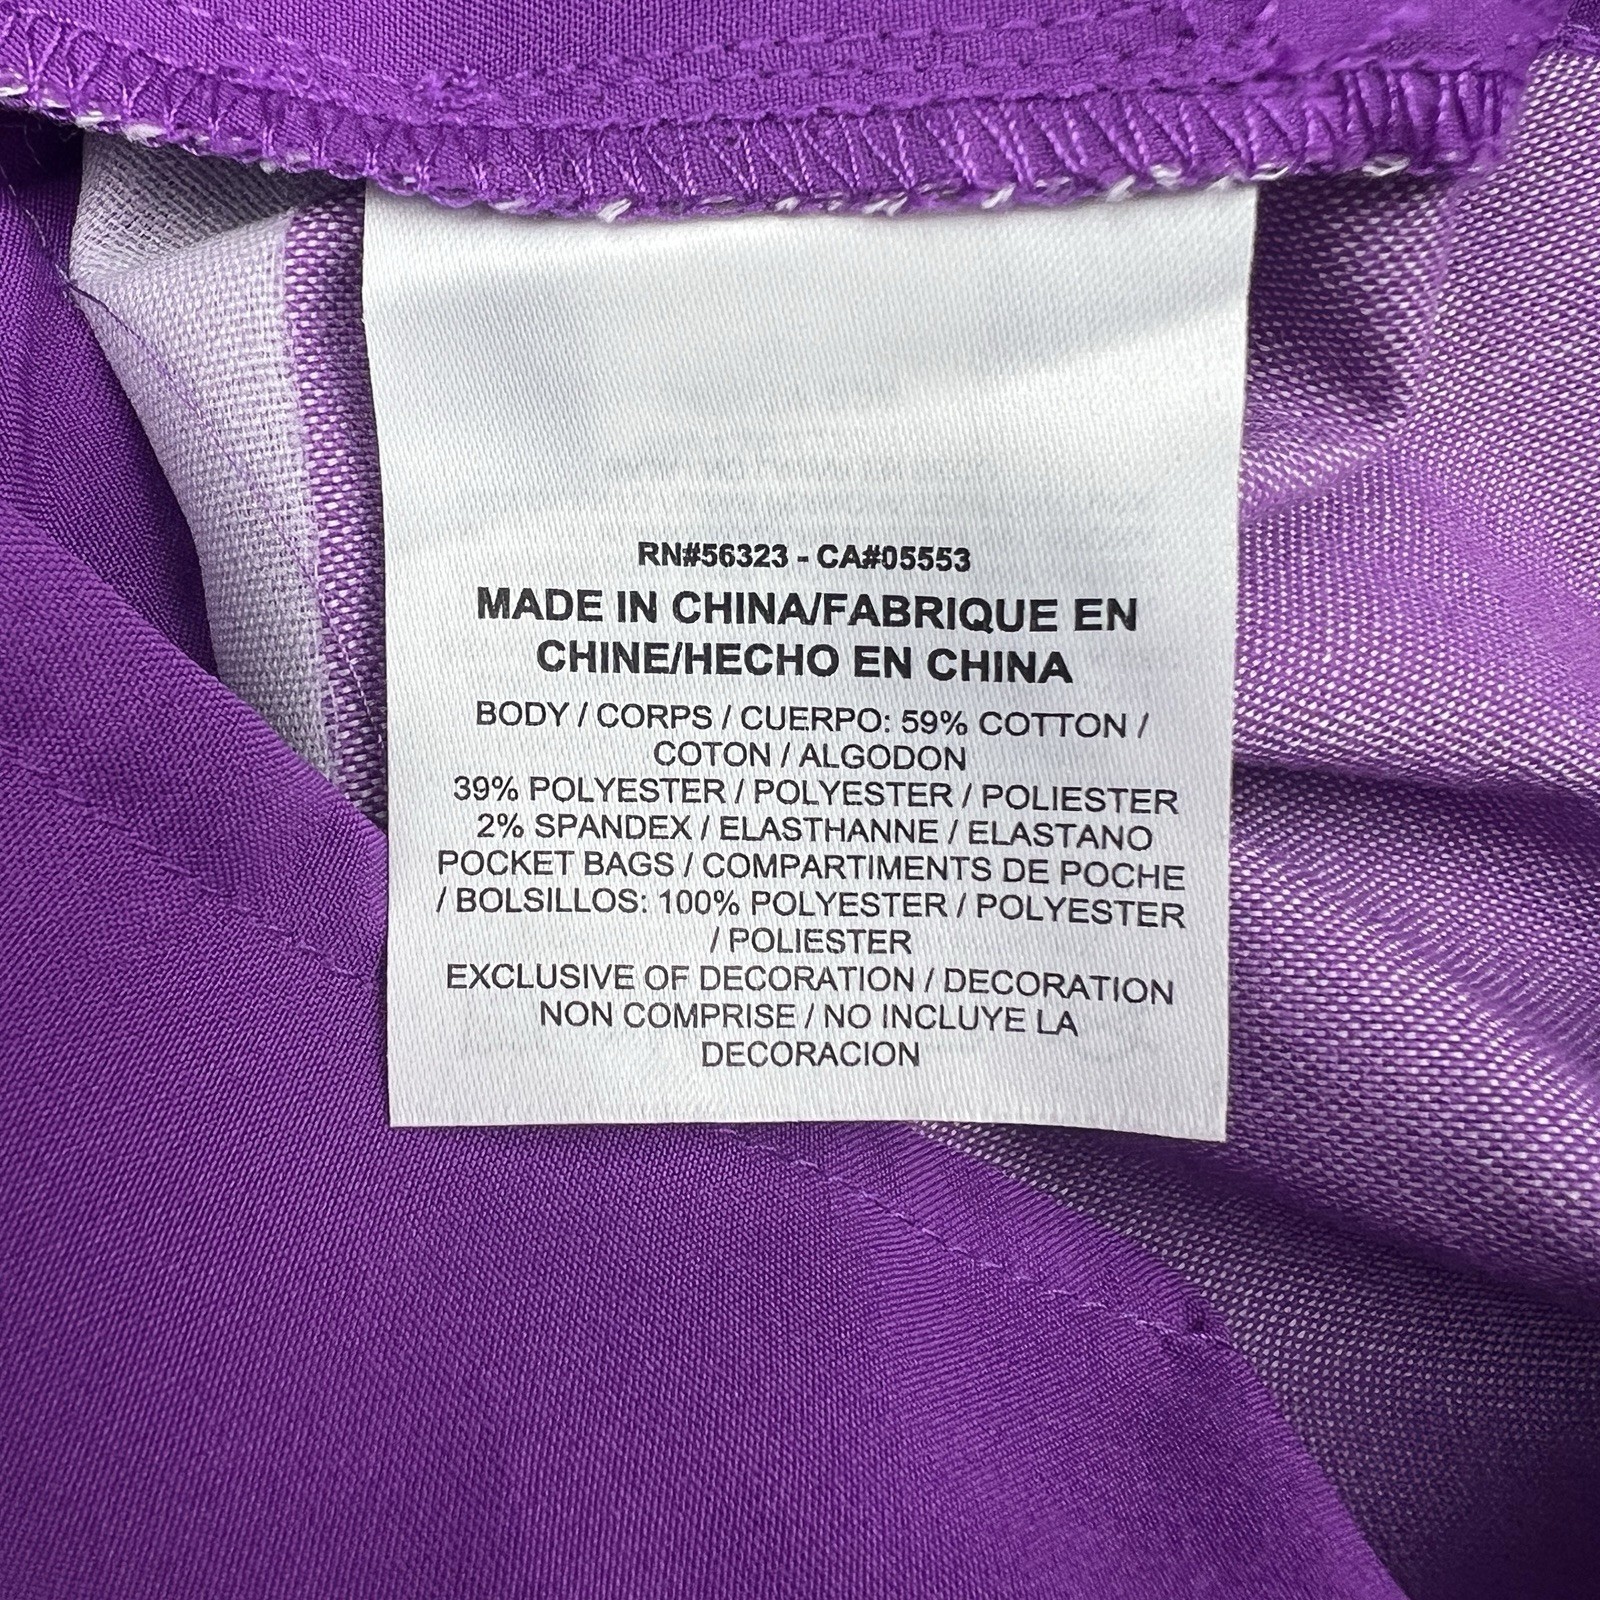 RN#56323 - CA#05553
MADE IN CHINA/FABRIQUE EN
CHINE/HECHO EN CHINA
BODY / CORPS / CUERPO: 59% COTTON /
COTON / ALGODON
39% POLYESTER / POLYESTER / POLIESTER
2% SPANDEX / ELASTHANNE / ELASTANO
POCKET BAGS / COMPARTIMENTS DE POCHE
/ BOLSILLOS: 100% POLYESTER / POLYESTER
/ POLIESTER
EXCLUSIVE OF DECORATION / DECORATION
NON COMPRISE / NO INCLUYE LA
DECORACION